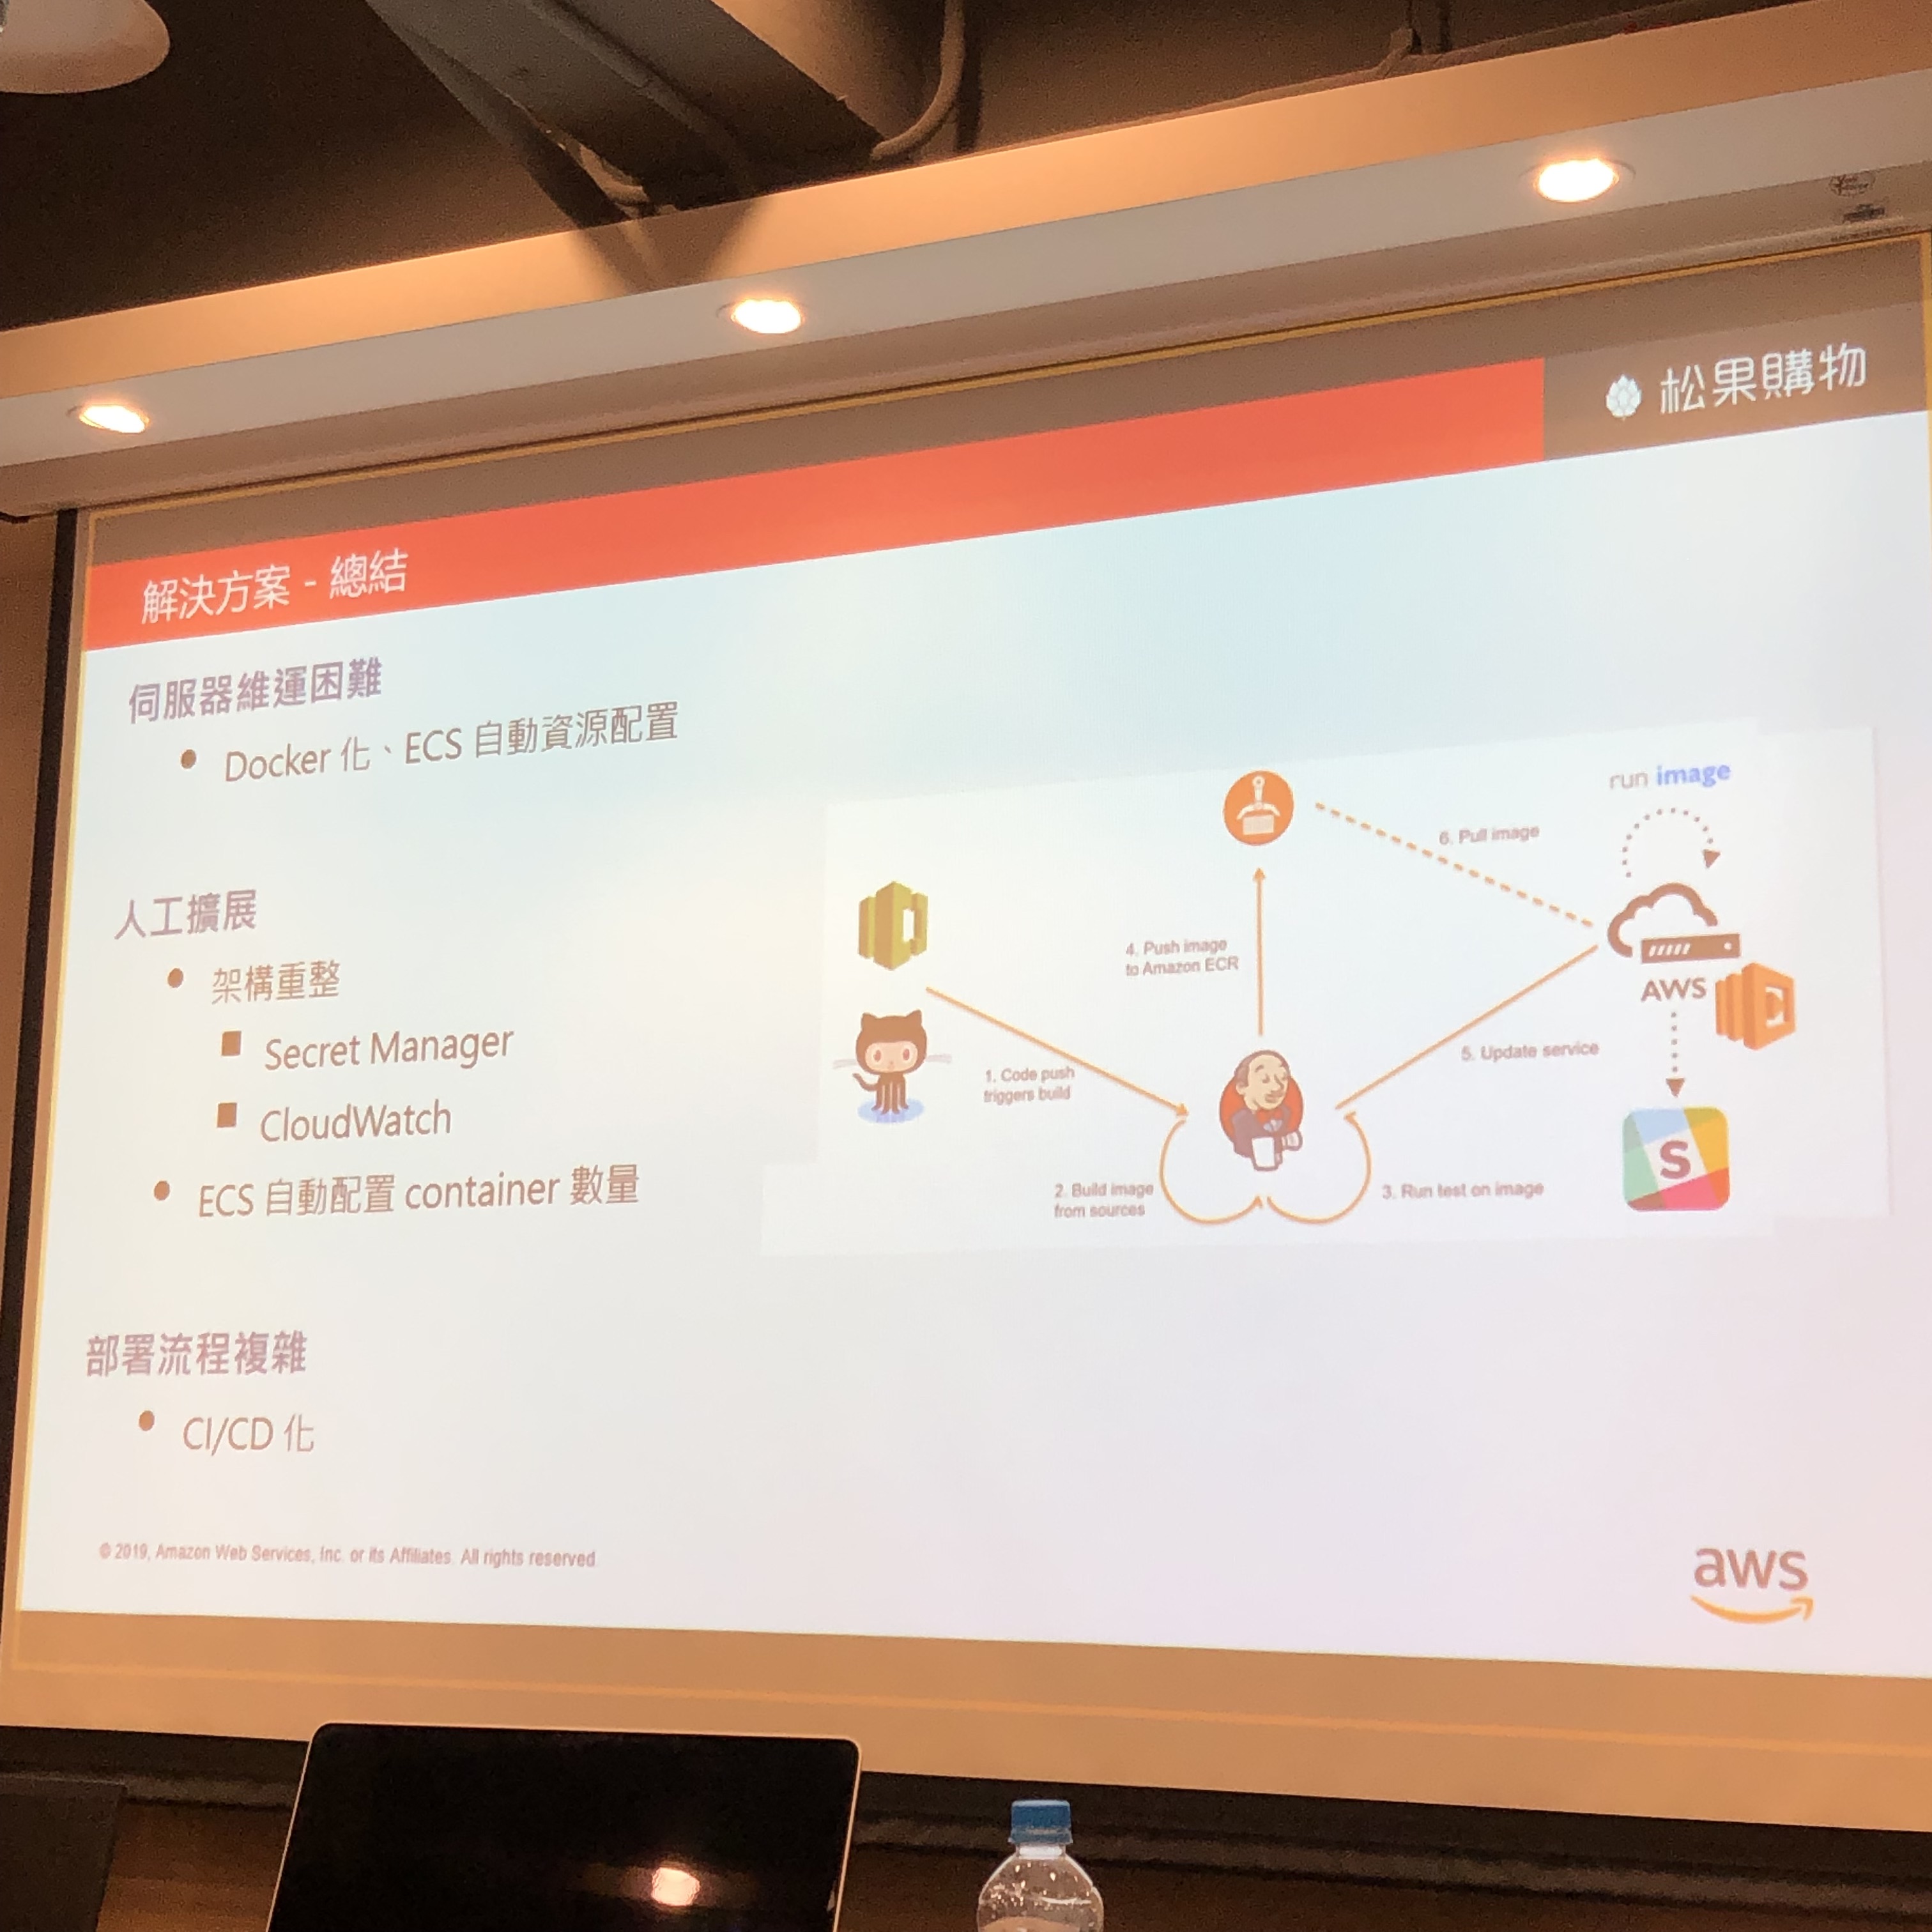 松果購物
解決方案 - 總結
伺服器維運困難
Docker 化、ECS 自動資源配置
人工擴展
架構重整
Secret Manager
CloudWatch
ECS 自動配置 container 數量
部署流程複雜
CI/CD 化
run image
6. Pull image
4. Push image
to Amazon ECR
AWS
5. Update service
1. Code push
triggers build
2. Build image
from sources
3. Run test on image
S
© 2019, Amazon Web Services, Inc. or its Affiliates. All rights reserved
aws